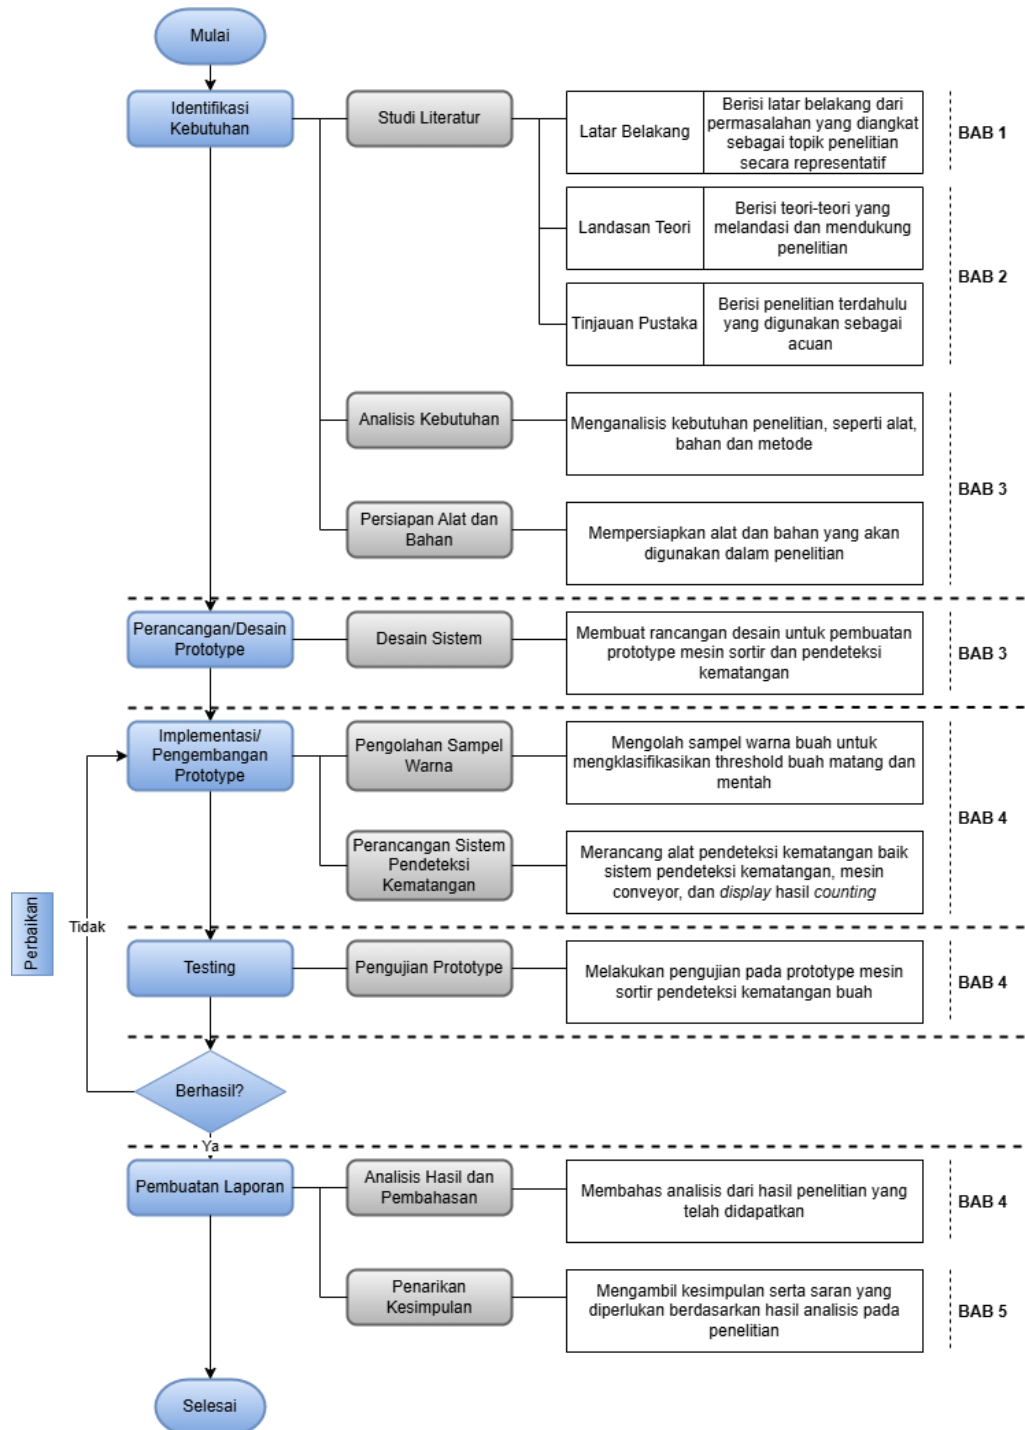 Mulai
Identifikasi
Kebutuhan
Studi Literatur
Latar Belakang
Berisi latar belakang dari
permasalahan yang diangkat
sebagai topik penelitian
secara representatif
BAB 1
Landasan Teori
Berisi teori-teori yang
melandasi dan mendukung
penelitian
BAB 2
Tinjauan Pustaka
Berisi penelitian terdahulu
yang digunakan sebagai
acuan
Analisis Kebutuhan
Menganalisis kebutuhan penelitian, seperti alat,
bahan dan metode
BAB 3
Persiapan Alat dan
Bahan
Mempersiapkan alat dan bahan yang akan
digunakan dalam penelitian
Perancangan/Desain
Prototype
Desain Sistem
Membuat rancangan desain untuk pembuatan
prototype mesin sortir dan pendeteksi
kematangan
BAB 3
Implementasi/
Pengembangan
Prototype
Pengolahan Sampel
Warna
Mengolah sampel warna buah untuk
mengklasifikasikan threshold buah matang dan
mentah
BAB 4
Perancangan Sistem
Pendeteksi
Kematangan
Merancang alat pendeteksi kematangan baik
sistem pendeteksi kematangan, mesin
conveyor, dan display hasil counting
Perbaikan
Tidak
Testing
Pengujian Prototype
Melakukan pengujian pada prototype mesin
sortir pendeteksi kematangan buah
BAB 4
Berhasil?
Ya
Pembuatan Laporan
Analisis Hasil dan
Pembahasan
Membahas analisis dari hasil penelitian yang
telah didapatkan
BAB 4
Penarikan
Kesimpulan
Mengambil kesimpulan serta saran yang
diperlukan berdasarkan hasil analisis pada
penelitian
BAB 5
Selesai